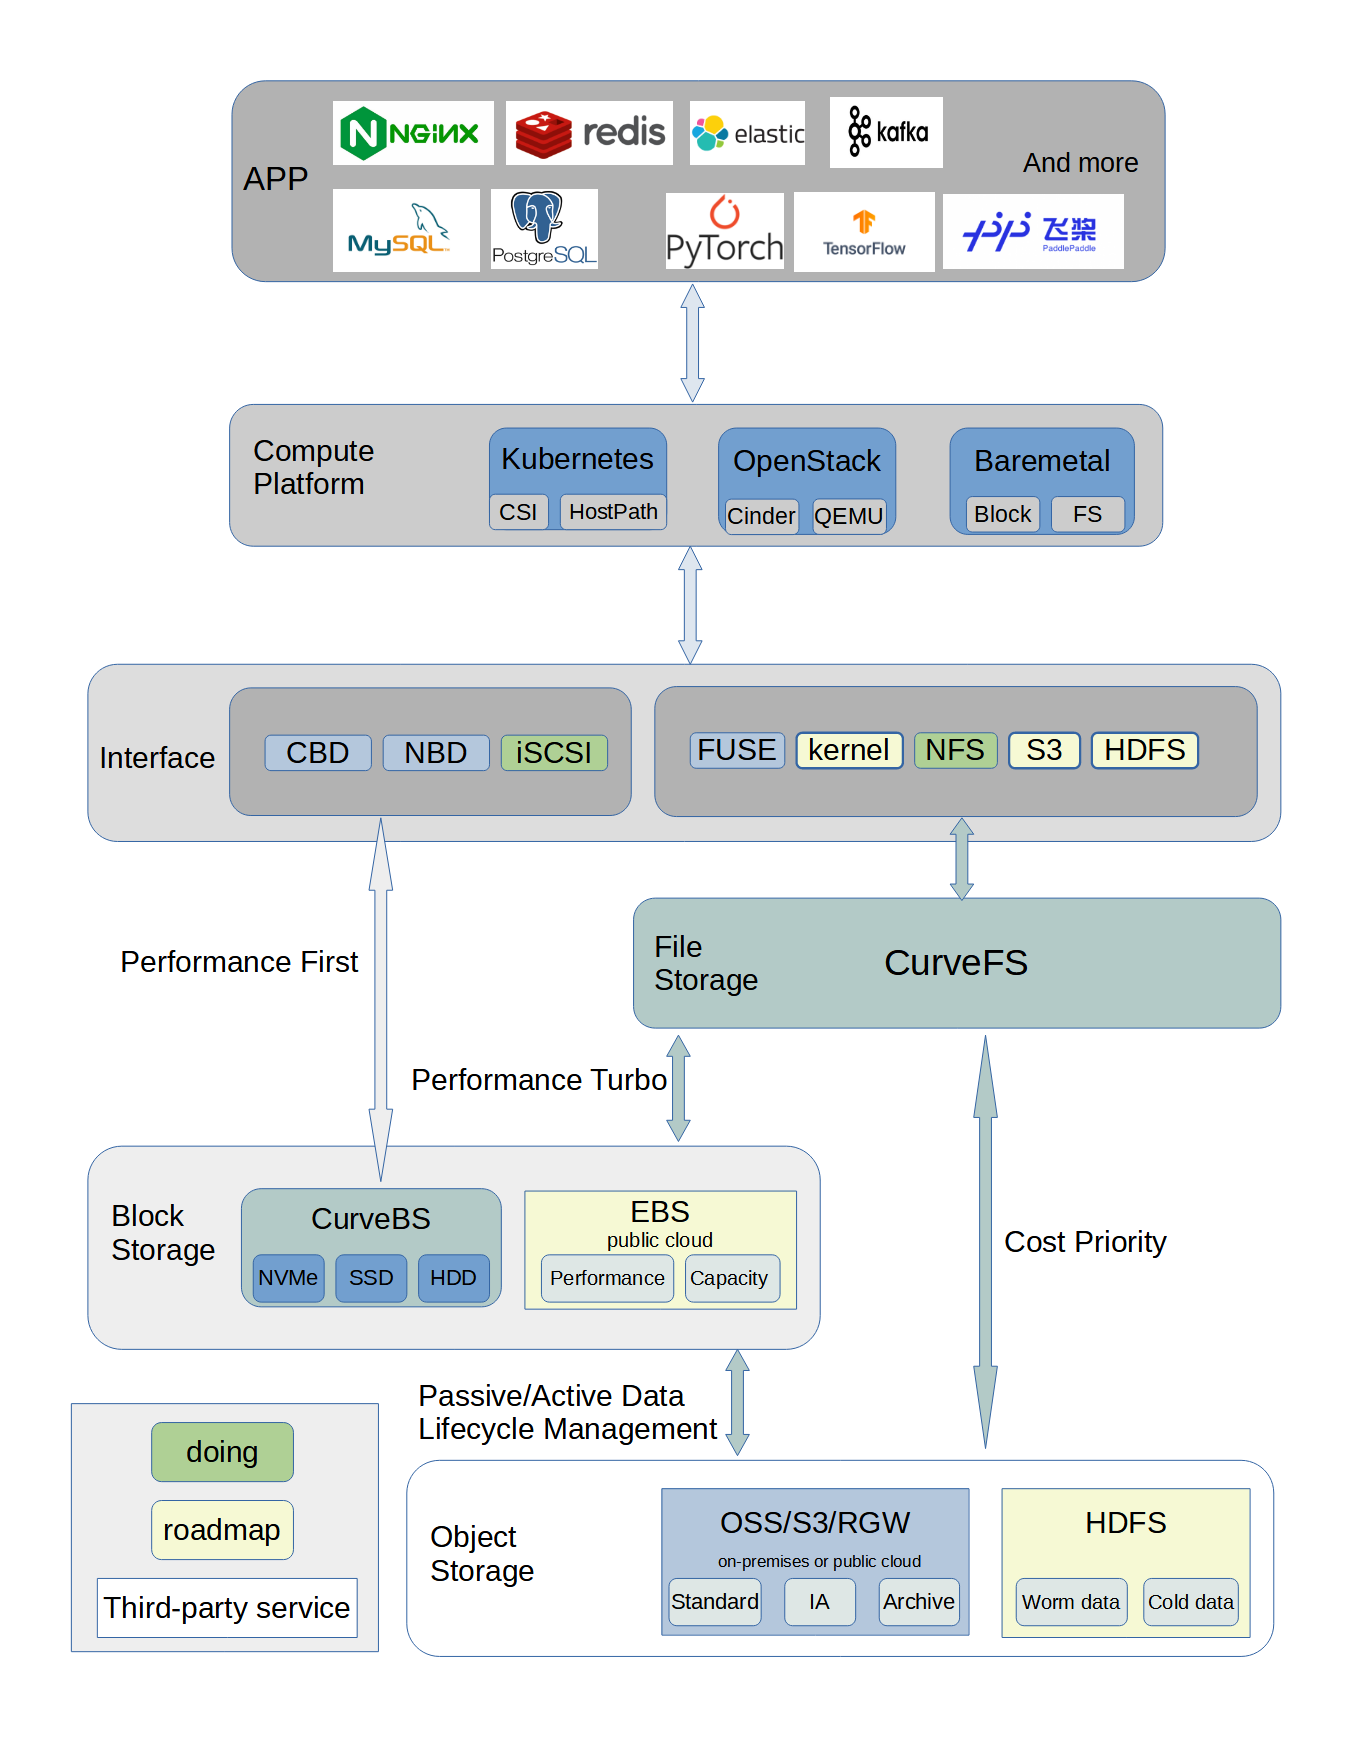 NGINX
redis
elastic
kafka
And more
APP
MySQL™
PostgreSQL
PyTorch
TensorFlow
飞桨
PaddlePaddle
Compute
Platform
Kubernetes
CSI
HostPath
OpenStack
Cinder
QEMU
Baremetal
Block
FS
Interface
CBD
NBD
iSCSI
FUSE
kernel
NFS
S3
HDFS
Performance First
File
Storage
CurveFS
Performance Turbo
Block
Storage
CurveBS
NVMe
SSD
HDD
EBS
public cloud
Performance
Capacity
Cost Priority
Passive/Active Data
Lifecycle Management
doing
roadmap
Third-party service
Object
Storage
OSS/S3/RGW
on-premises or public cloud
Standard
IA
Archive
HDFS
Worm data
Cold data